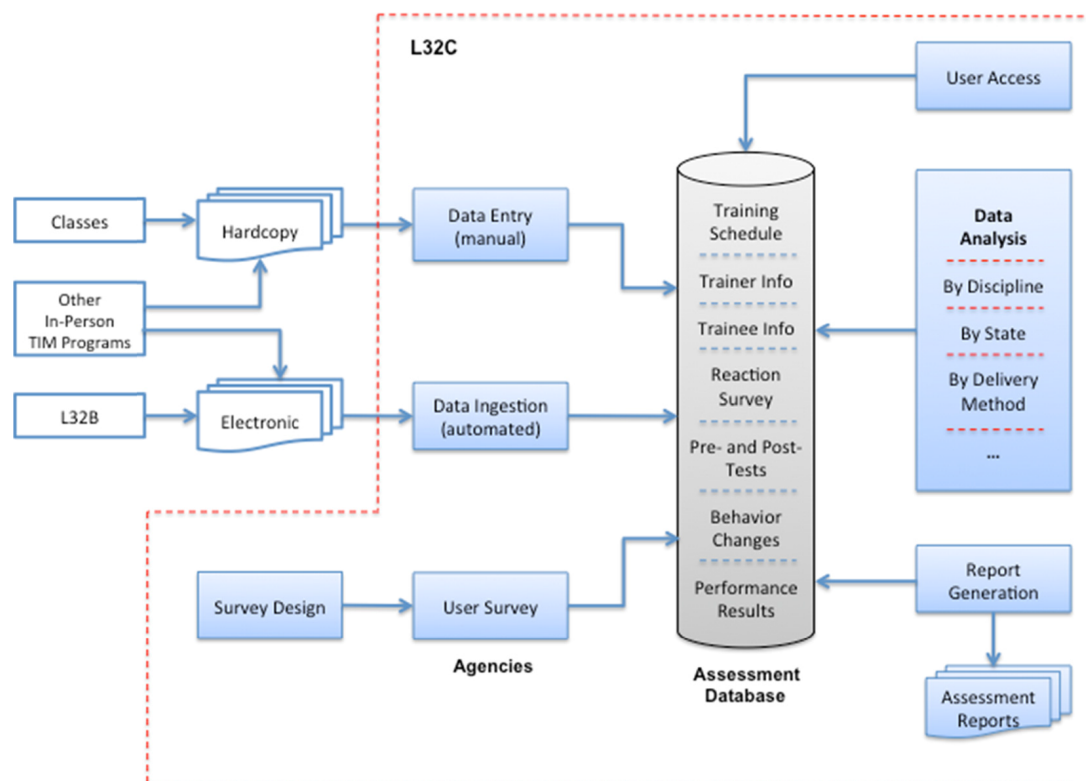 L32C
User Access
Classes
Hardcopy
Data Entry
(manual)
Other
In-Person
TIM Programs
L32B
Electronic
Data Ingestion
(automated)
Survey Design
User Survey
Agencies
Training
Schedule
Trainer Info
Trainee Info
Reaction
Survey
Pre- and Post-
Tests
Behavior
Changes
Performance
Results
Assessment
Database
Data
Analysis
By Discipline
By State
By Delivery
Method
...
Report
Generation
Assessment
Reports